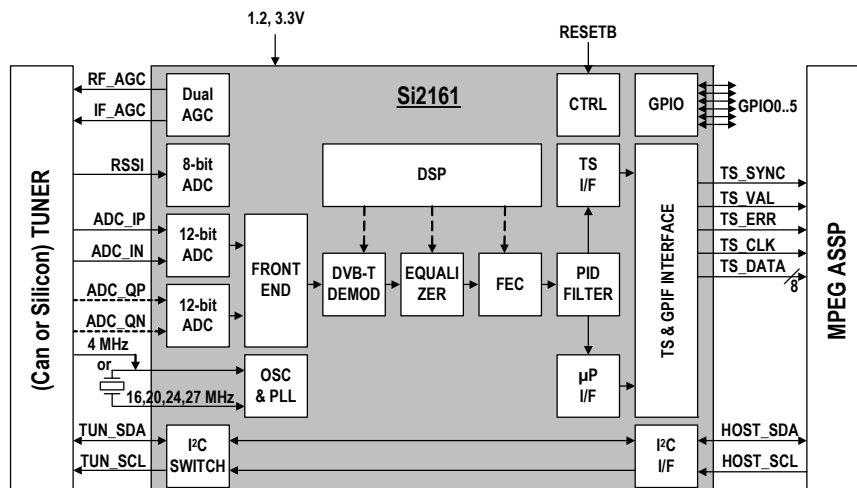 1.2, 3.3V
RESETB
(Can or Silicon) TUNER
RF_AGC
IF_AGC
RSSI
ADC_IP
ADC_IN
ADC_QP
ADC_QN
4 MHz
or
16,20,24,27 MHz
TUN_SDA
TUN_SCL
Si2161
Dual
AGC
8-bit
ADC
12-bit
ADC
12-bit
ADC
FRONT
END
OSC
& PLL
I²C
SWITCH
DSP
DVB-T
DEMOD
EQUALI
ZER
FEC
PID
FILTER
CTRL
GPIO
TS
I/F
µP
I/F
I²C
I/F
TS & GPIF INTERFACE
GPIO0..5
TS_SYNC
TS_VAL
TS_ERR
TS_CLK
TS_DATA
8
HOST_SDA
HOST_SCL
MPEG ASSP